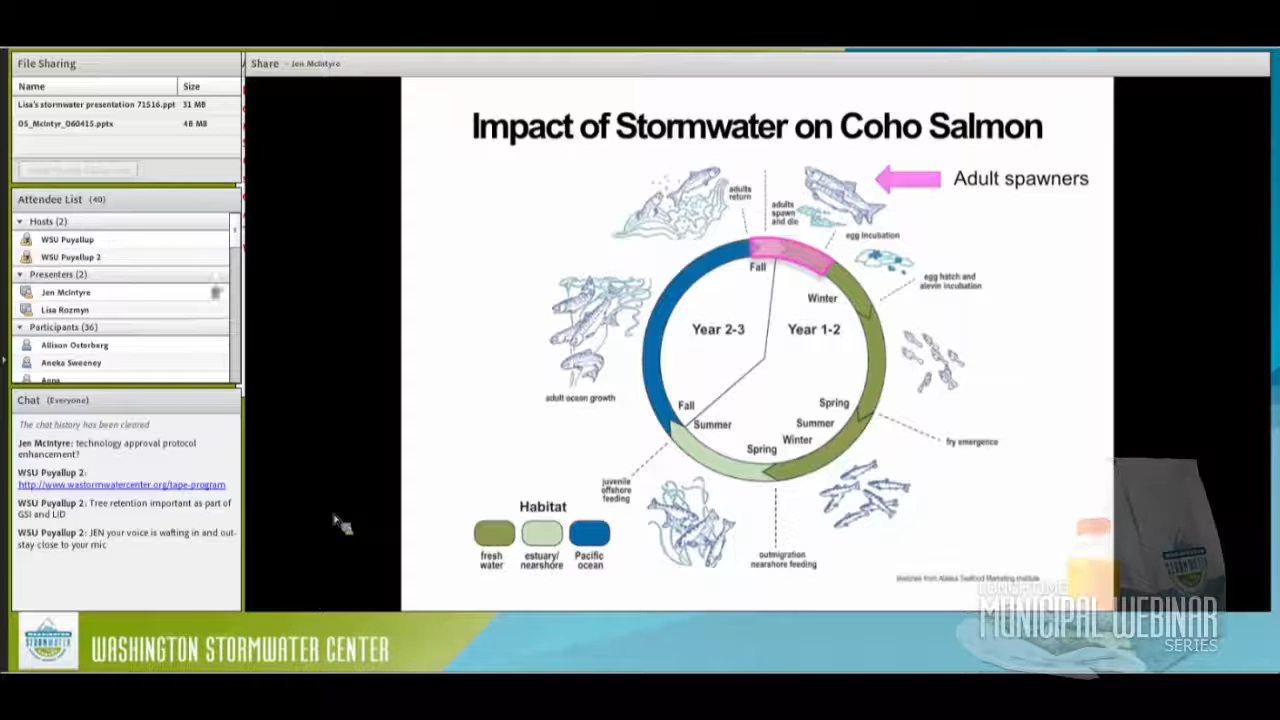 File Sharing
Name Size
Lisa's stormwater presentation 71516.ppt 31 MB
05_McIntyr_060415.pptx 48 MB
Attendee List (40)
Hosts (2)
WSU Puyallup
WSU Puyallup 2
Presenters (2)
Jen McIntyre
Lisa Rozmyn
Participants (36)
Allison Osterberg
Aneka Sweeney
Anna
Chat (Everyone)
The chat history has been cleared
Jen McIntyre: technology approval protocol
enhancement?
WSU Puyallup 2:
http://www.wastormwatercenter.org/tape-program
WSU Puyallup 2: Tree retention important as part of
GSI and LID
WSU Puyallup 2: JEN your voice is wafting in and out-
stay close to your mic
Share - Jen McIntyre
Impact of Stormwater on Coho Salmon
Adult spawners
adults
return
adults
spawn
and die
egg incubation
egg hatch and
alevin incubation
Fall
Winter
Year 2-3
Year 1-2
adult ocean growth
Fall
Summer
Spring
Summer
Winter
Spring
fry emergence
juvenile
offshore
feeding
outmigration
nearshore feeding
Habitat
fresh
water
estuary/
nearshore
Pacific
ocean
sketches from Alaska Seafood Marketing Institute
LUNCHTIME
MUNICIPAL WEBINAR
SERIES
WASHINGTON STORMWATER CENTER